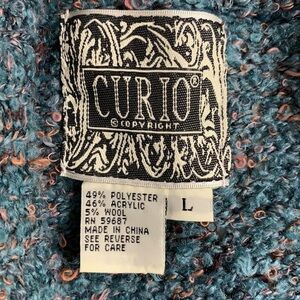 CURIO®
© COPYRIGHT
49% POLYESTER
46% ACRYLIC
5% WOOL
RN 59687
MADE IN CHINA
SEE REVERSE
FOR CARE
L